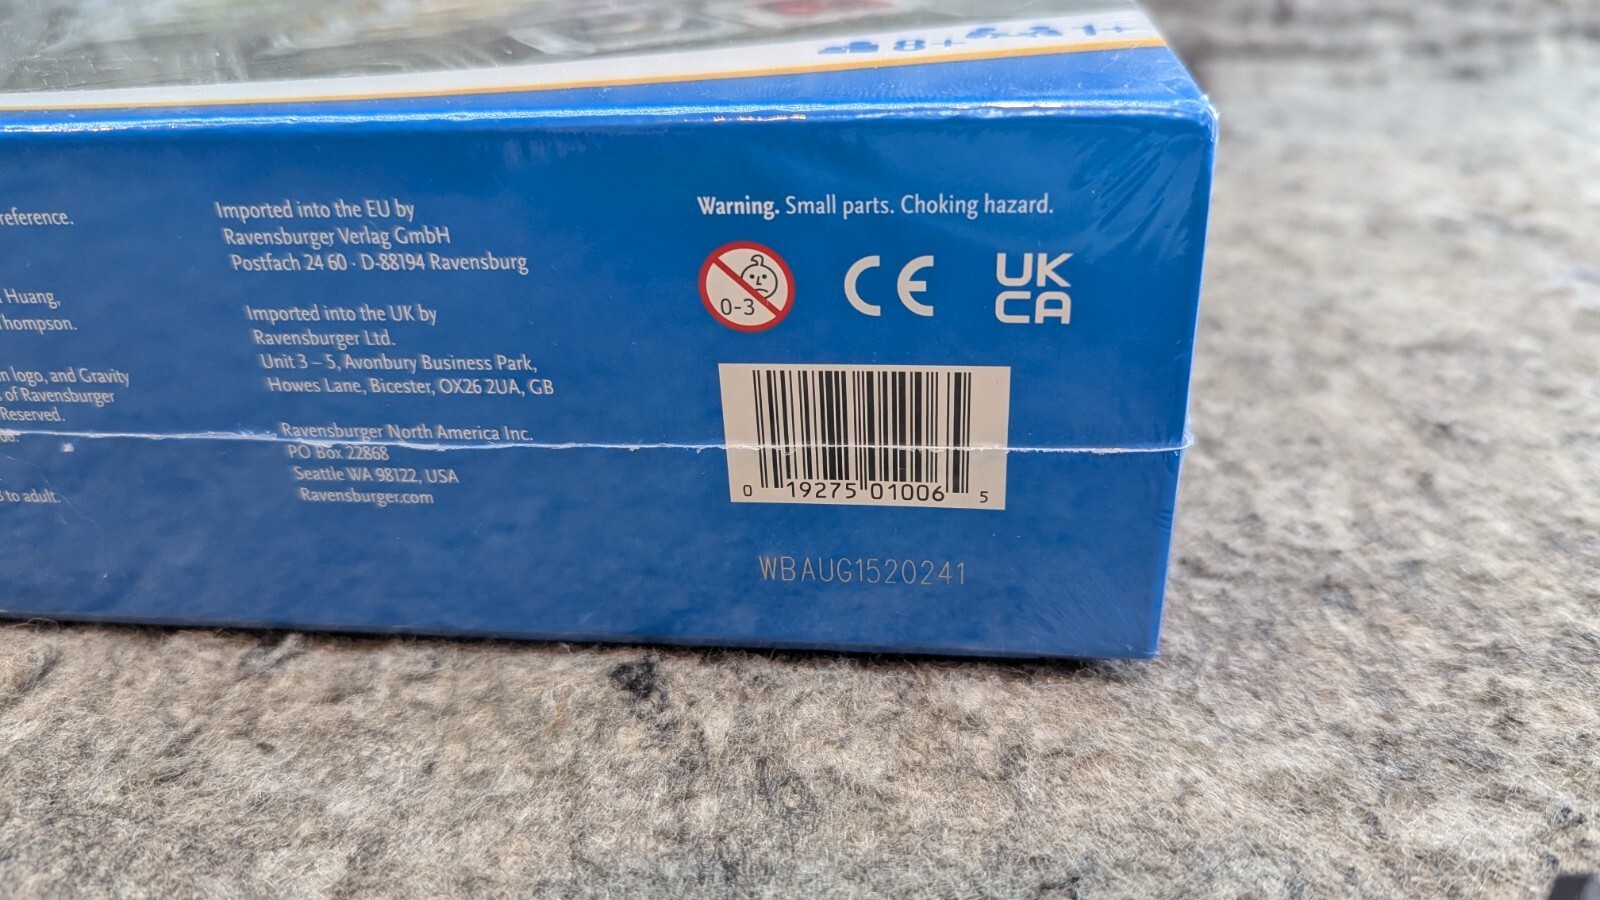 8+
1+
reference.
Huang,
Thompson.
logo, and Gravity
of Ravensburger
Reserved.
to adult.
Imported into the EU by
Ravensburger Verlag GmbH
Postfach 24 60 · D-88194 Ravensburg
Imported into the UK by
Ravensburger Ltd.
Unit 3 – 5, Avonbury Business Park,
Howes Lane, Bicester, OX26 2UA, GB
Ravensburger North America Inc.
PO Box 22868
Seattle WA 98122, USA
Ravensburger.com
Warning. Small parts. Choking hazard.
0-3
CE
UK
CA
0 19275 01006 5
WBAUG1520241